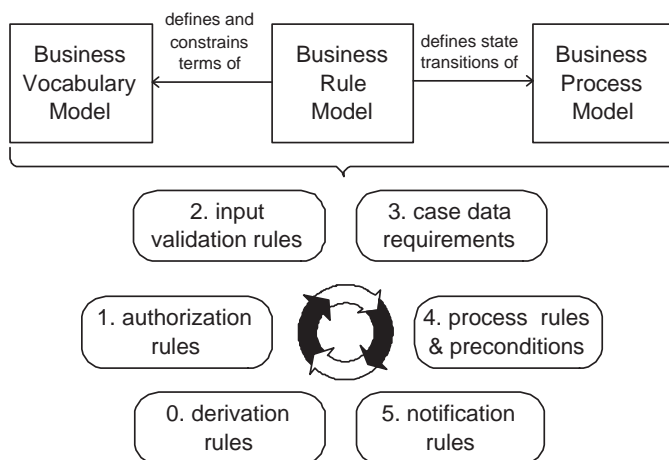 defines and
constrains
terms of
defines state
transitions of
Business
Vocabulary
Model
Business
Rule
Model
Business
Process
Model
2. input
validation rules
3. case data
requirements
1. authorization
rules
4. process rules
& preconditions
0. derivation
rules
5. notification
rules